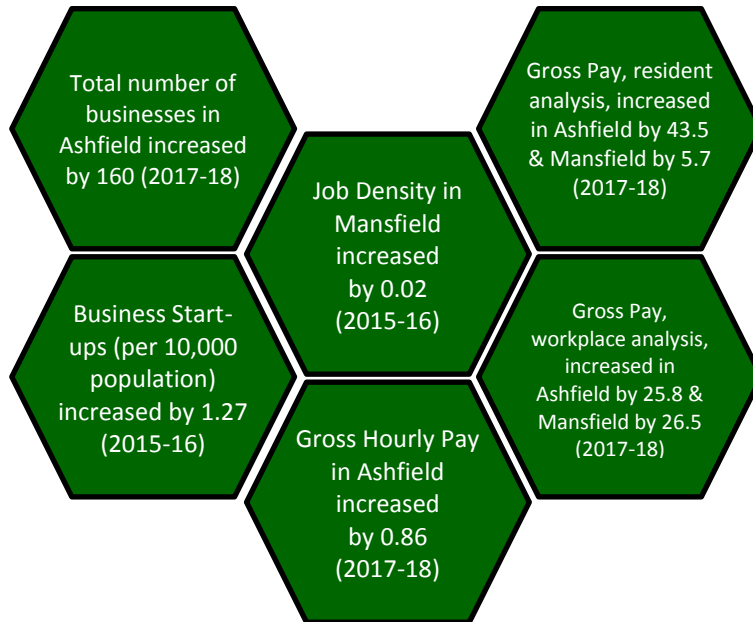 Total number of
businesses in
Ashfield increased
by 160 (2017-18)
Gross Pay, resident
analysis, increased
in Ashfield by 43.5
& Mansfield by 5.7
(2017-18)
Job Density in
Mansfield
increased
by 0.02
(2015-16)
Business Start-
ups (per 10,000
population)
increased by 1.27
(2015-16)
Gross Pay,
workplace analysis,
increased in
Ashfield by 25.8 &
Mansfield by 26.5
(2017-18)
Gross Hourly Pay
in Ashfield
increased
by 0.86
(2017-18)